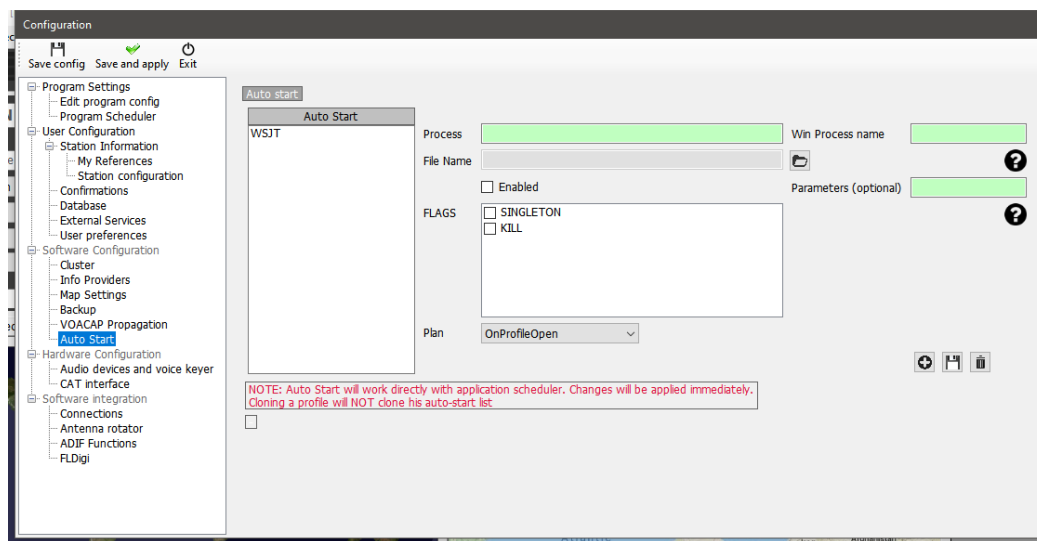 Configuration
Save config Save and apply Exit
Program Settings
Edit program config
Program Scheduler
User Configuration
Station Information
My References
Station configuration
Confirmations
Database
External Services
User preferences
Software Configuration
Cluster
Info Providers
Map Settings
Backup
VOACAP Propagation
Auto Start
Hardware Configuration
Audio devices and voice keyer
CAT interface
Software integration
Connections
Antenna rotator
ADIF Functions
FLDigi
Auto start
Auto Start
WSJT
Process
Win Process name
File Name
Enabled
Parameters (optional)
FLAGS
SINGLETON
KILL
Plan
OnProfileOpen
NOTE: Auto Start will work directly with application scheduler. Changes will be applied immediately.
Cloning a profile will NOT clone his auto-start list